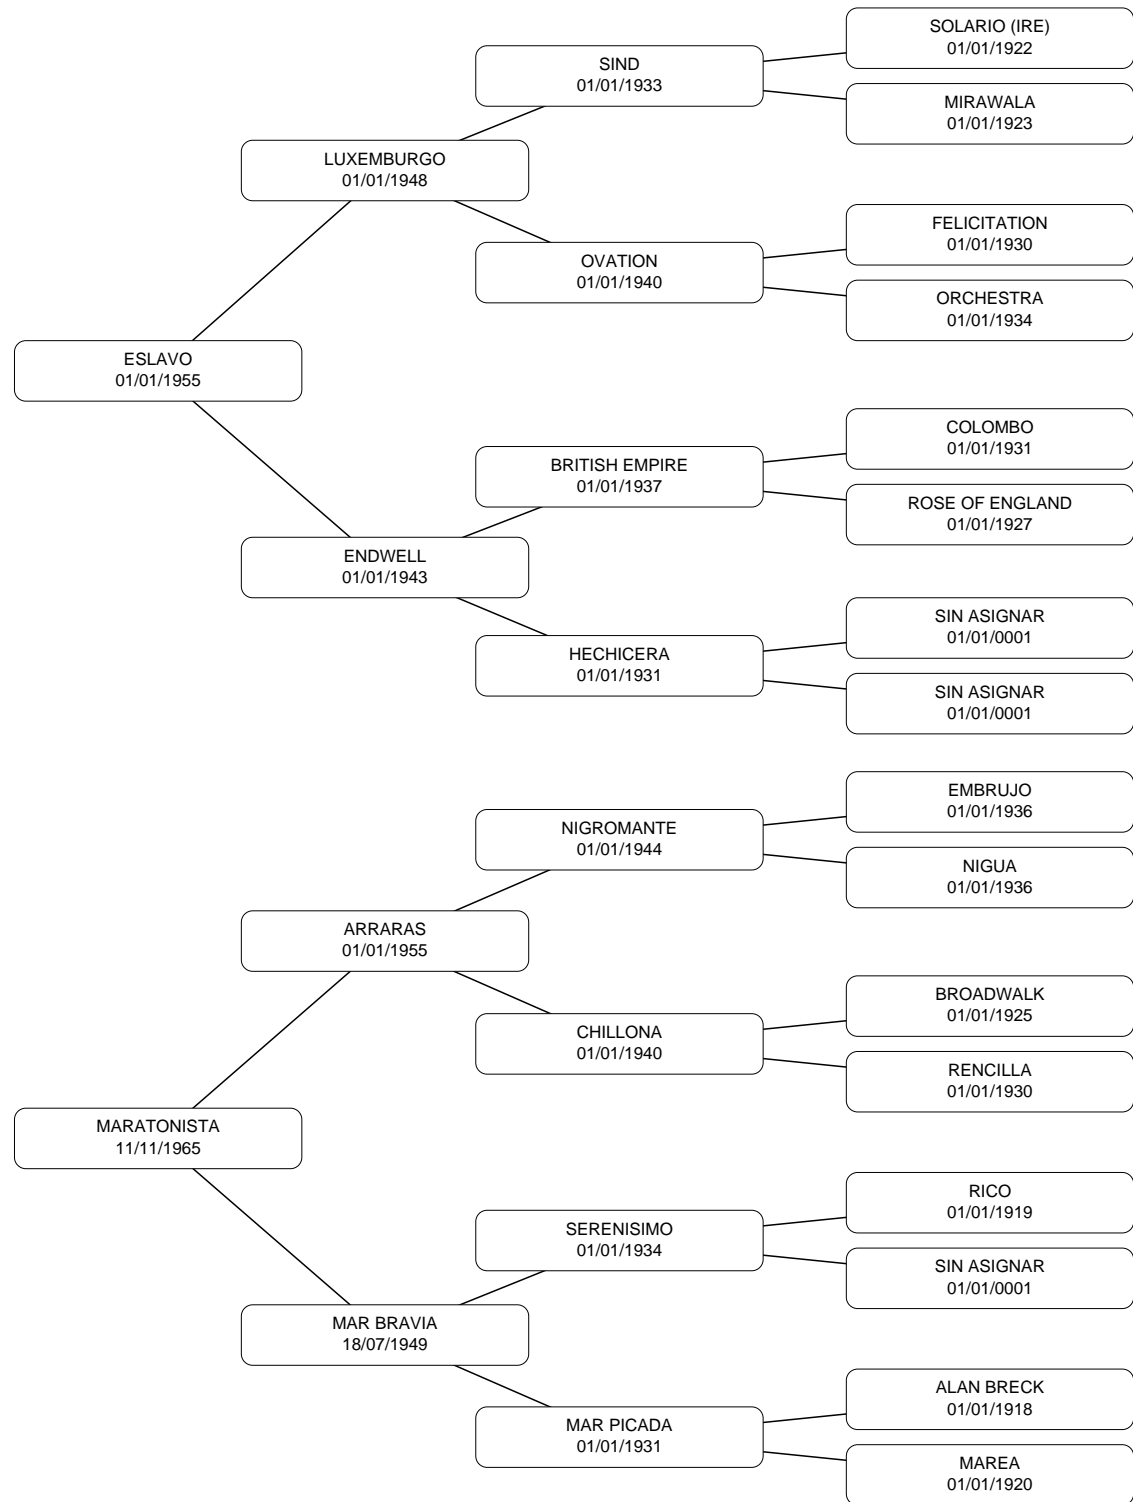 SOLARIO (IRE)
01/01/1922
SIND
01/01/1933
MIRAWALA
01/01/1923
LUXEMBURGO
01/01/1948
FELICITATION
01/01/1930
OVATION
01/01/1940
ORCHESTRA
01/01/1934
ESLAVO
01/01/1955
COLOMBO
01/01/1931
BRITISH EMPIRE
01/01/1937
ROSE OF ENGLAND
01/01/1927
ENDWELL
01/01/1943
SIN ASIGNAR
01/01/0001
HECHICERA
01/01/1931
SIN ASIGNAR
01/01/0001
EMBRUJO
01/01/1936
NIGROMANTE
01/01/1944
NIGUA
01/01/1936
ARRARAS
01/01/1955
BROADWALK
01/01/1925
CHILLONA
01/01/1940
RENCILLA
01/01/1930
MARATONISTA
11/11/1965
RICO
01/01/1919
SERENISIMO
01/01/1934
SIN ASIGNAR
01/01/0001
MAR BRAVIA
18/07/1949
ALAN BRECK
01/01/1918
MAR PICADA
01/01/1931
MAREA
01/01/1920